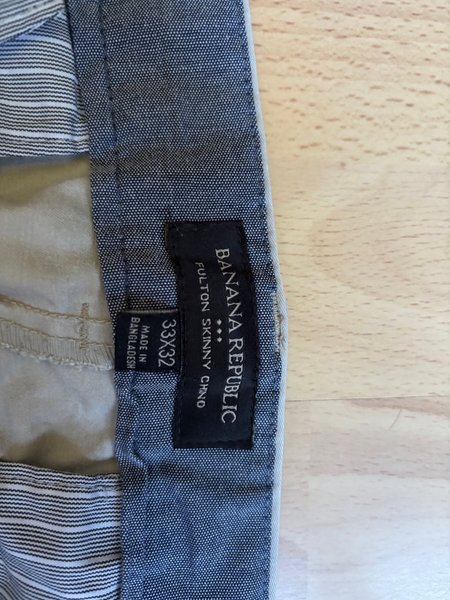 BANANA REPUBLIC
***
FULTON SKINNY CHINO
33X32
MADE IN
BANGLADESH